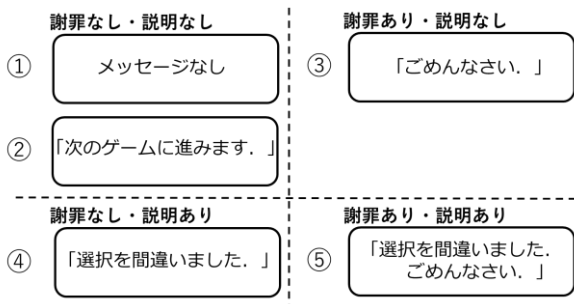 謝罪なし・説明なし
① メッセージなし
② 「次のゲームに進みます．」
謝罪あり・説明なし
③ 「ごめんなさい．」
謝罪なし・説明あり
④ 「選択を間違いました．」
謝罪あり・説明あり
⑤ 「選択を間違いました．
ごめんなさい．」